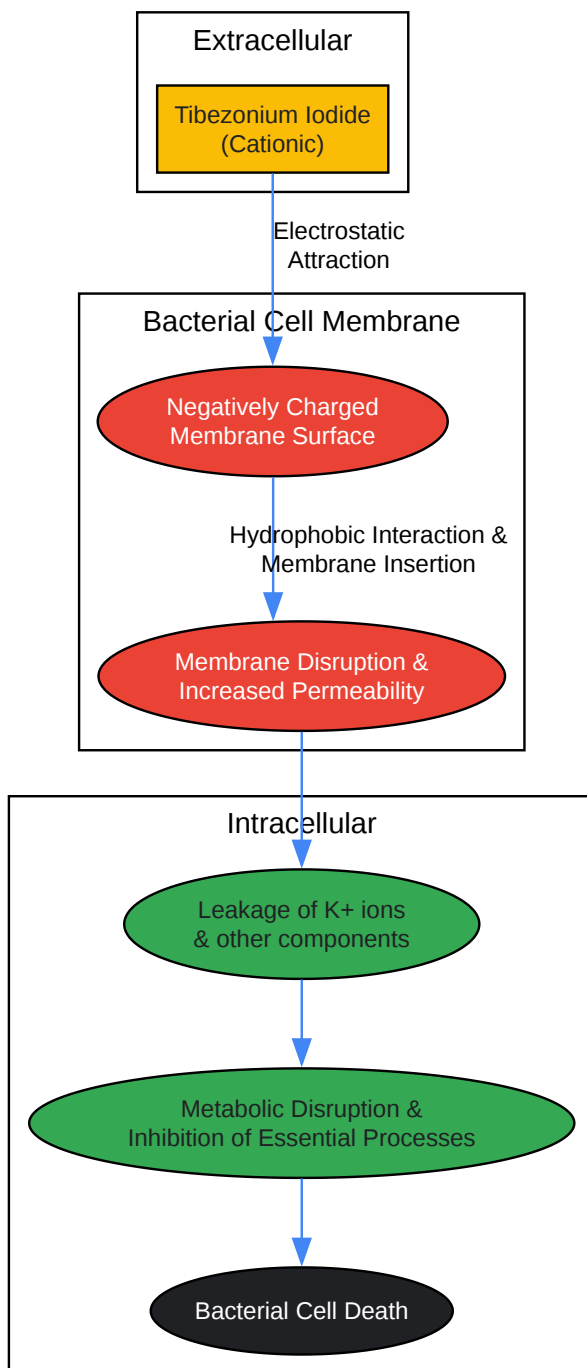 Extracellular
Tibezonium Iodide
(Cationic)
Electrostatic
Attraction
Bacterial Cell Membrane
Negatively Charged
Membrane Surface
Hydrophobic Interaction &
Membrane Insertion
Membrane Disruption &
Increased Permeability
Intracellular
Leakage of K+ ions
& other components
Metabolic Disruption &
Inhibition of Essential Processes
Bacterial Cell Death